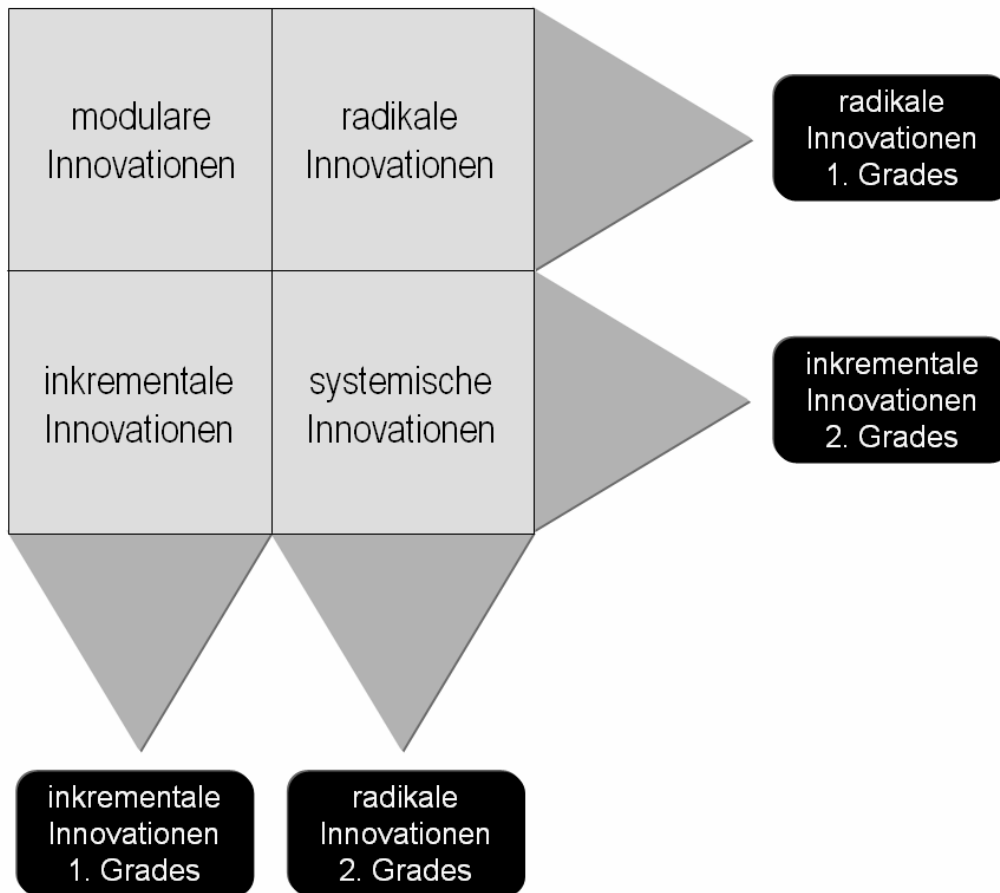 modulare
Innovationen
radikale
Innovationen
radikale
Innovationen
1. Grades
inkrementale
Innovationen
systemische
Innovationen
inkrementale
Innovationen
2. Grades
inkrementale
Innovationen
1. Grades
radikale
Innovationen
2. Grades